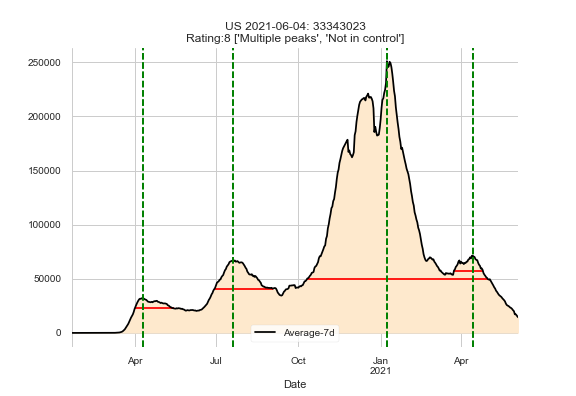 US 2021-06-04: 33343023
Rating:8 ['Multiple peaks', 'Not in control']
250000
200000
150000
100000
50000
0
Average-7d
Apr Jul Oct Jan Apr
2021
Date